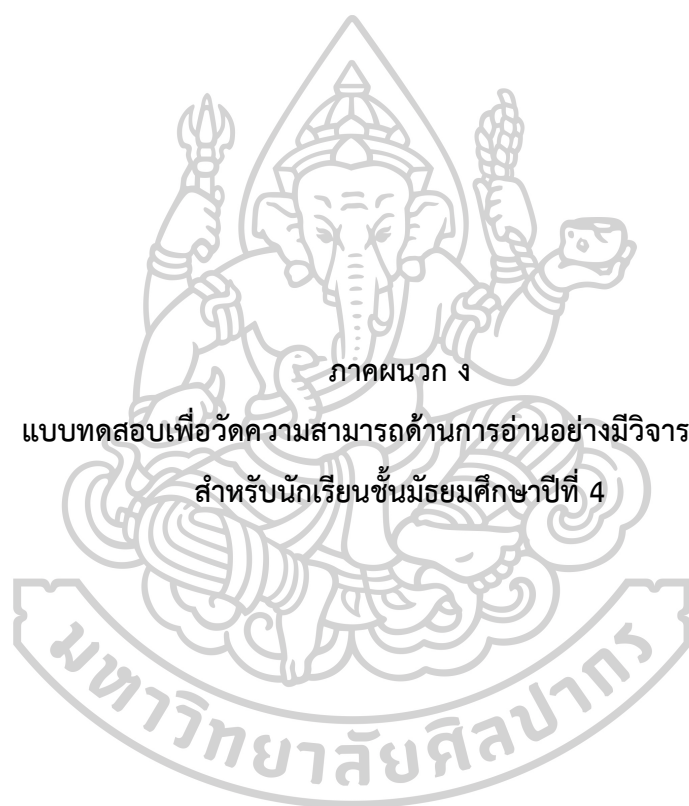 ภาคผนวก ง
แบบทดสอบเพื่อวัดความสามารถด้านการอ่านอย่างมีวิจาร
สำหรับนักเรียนชั้นมัธยมศึกษาปีที่ 4
มหาวิทยาลัยศิลปากร